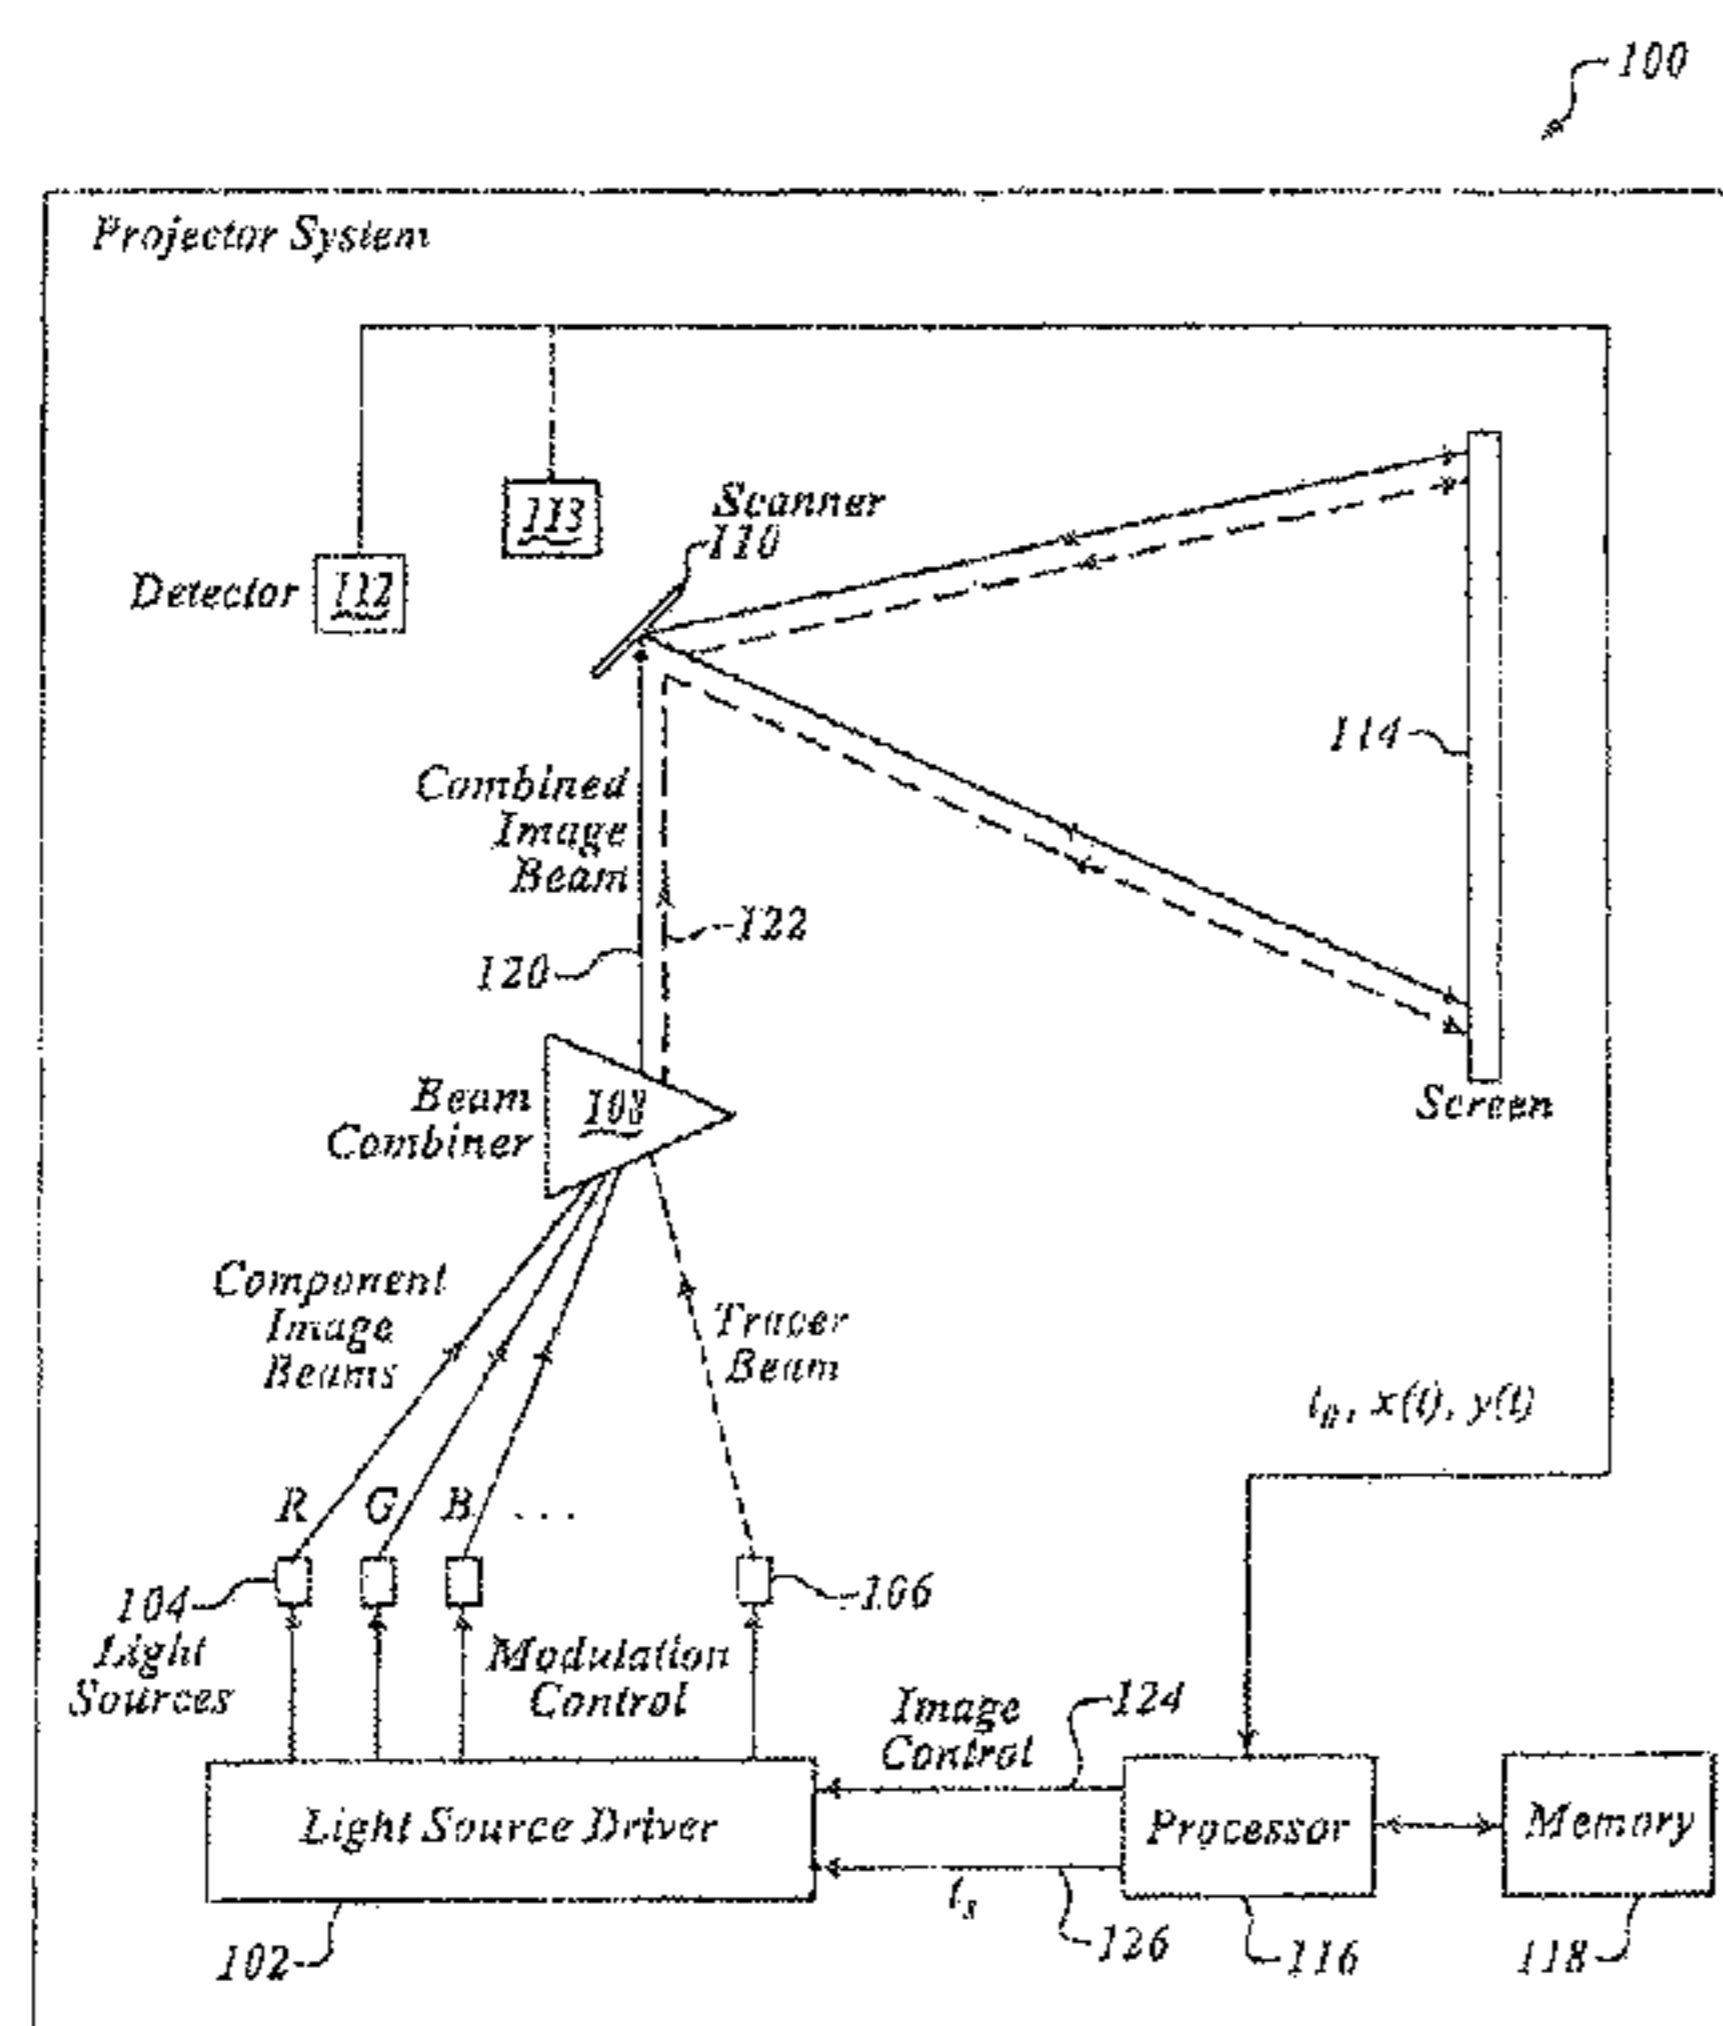 100
Projector System
113
Scanner
110
Detector
112
114
Combined
Image
Beam
122
120
Beam
Combiner
108
Screen
Component
Image
Beams
Tracer
Beam
t₀, x(t), y(t)
R G B ...
104
106
Light
Sources
Modulation
Control
Image
Control
124
Light Source Driver
Processor
Memory
tₛ
102
126
116
118